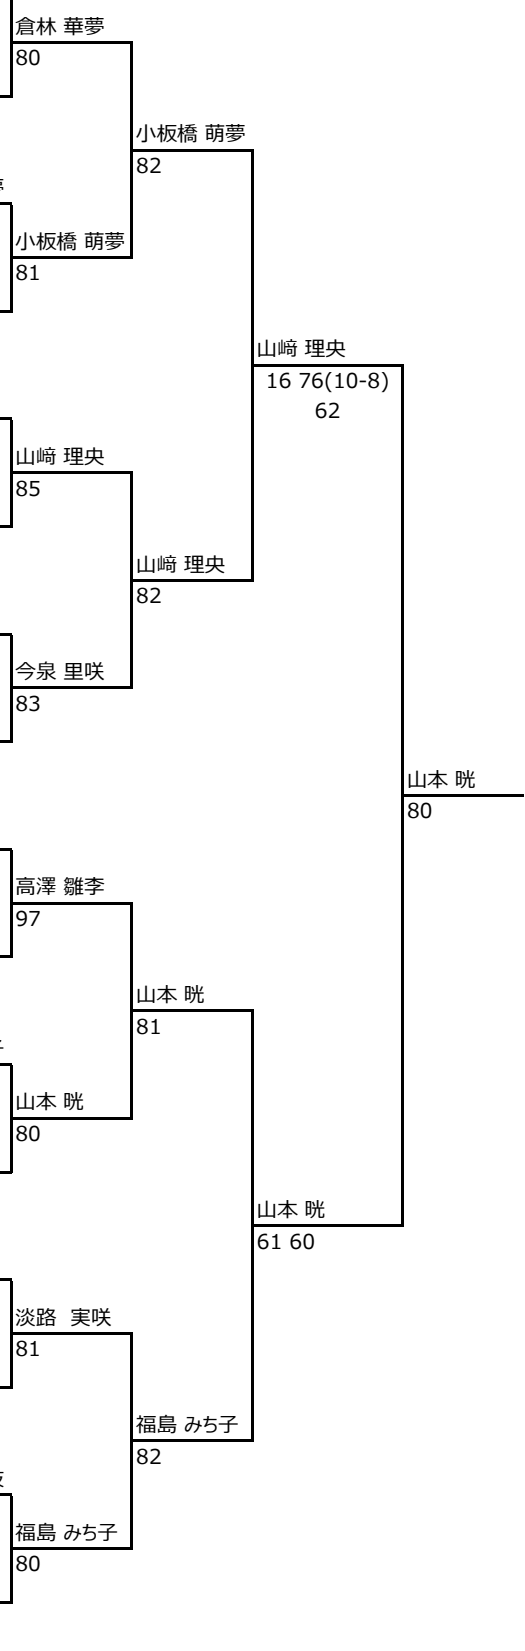 倉林 華夢
80
小板橋 萌夢
82
小板橋 萌夢
81
山﨑 理央
16 76(10-8)
62
山﨑 理央
85
山﨑 理央
82
今泉 里咲
83
山本 晄
80
高澤 雛李
97
山本 晄
81
山本 晄
80
山本 晄
61 60
淡路 実咲
81
福島 みち子
82
福島 みち子
80